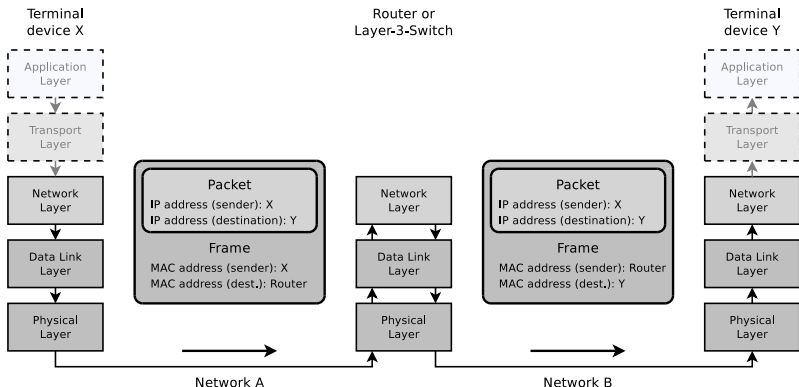 Terminal
device X
Router or
Layer-3-Switch
Terminal
device Y
Application
Layer
Transport
Layer
Network
Layer
Data Link
Layer
Physical
Layer
Packet
IP address (sender): X
IP address (destination): Y
Frame
MAC address (sender): X
MAC address (dest.): Router
Network
Layer
Data Link
Layer
Physical
Layer
Packet
IP address (sender): X
IP address (destination): Y
Frame
MAC address (sender): Router
MAC address (dest.): Y
Application
Layer
Transport
Layer
Network
Layer
Data Link
Layer
Physical
Layer
Network A
Network B